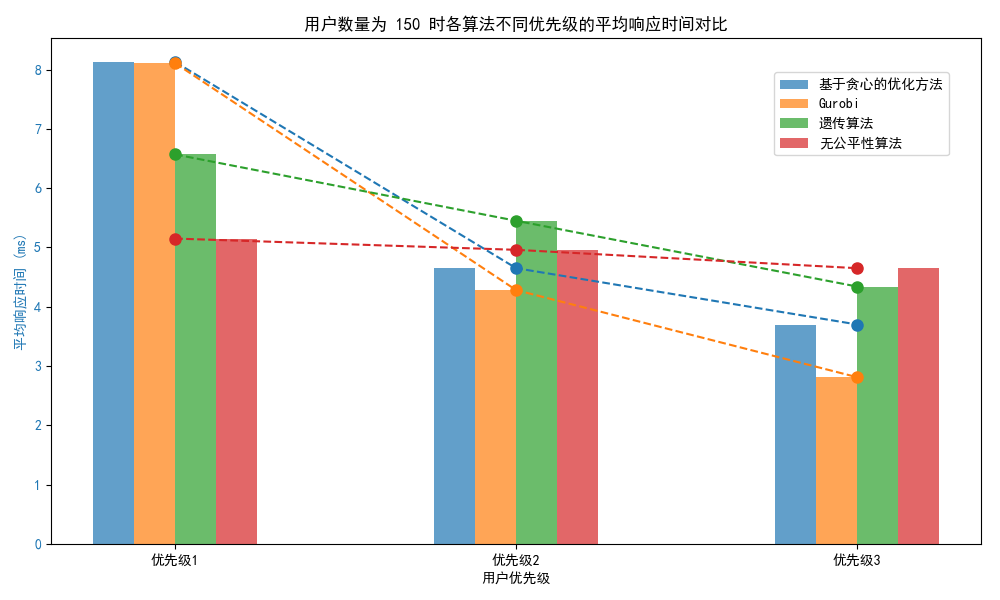 用户数量为 150 时各算法不同优先级的平均响应时间对比
基于贪心的优化方法
Gurobi
遗传算法
无公平性算法
平均响应时间 (ms)
8
7
6
5
4
3
2
1
0
优先级1
优先级2
优先级3
用户优先级